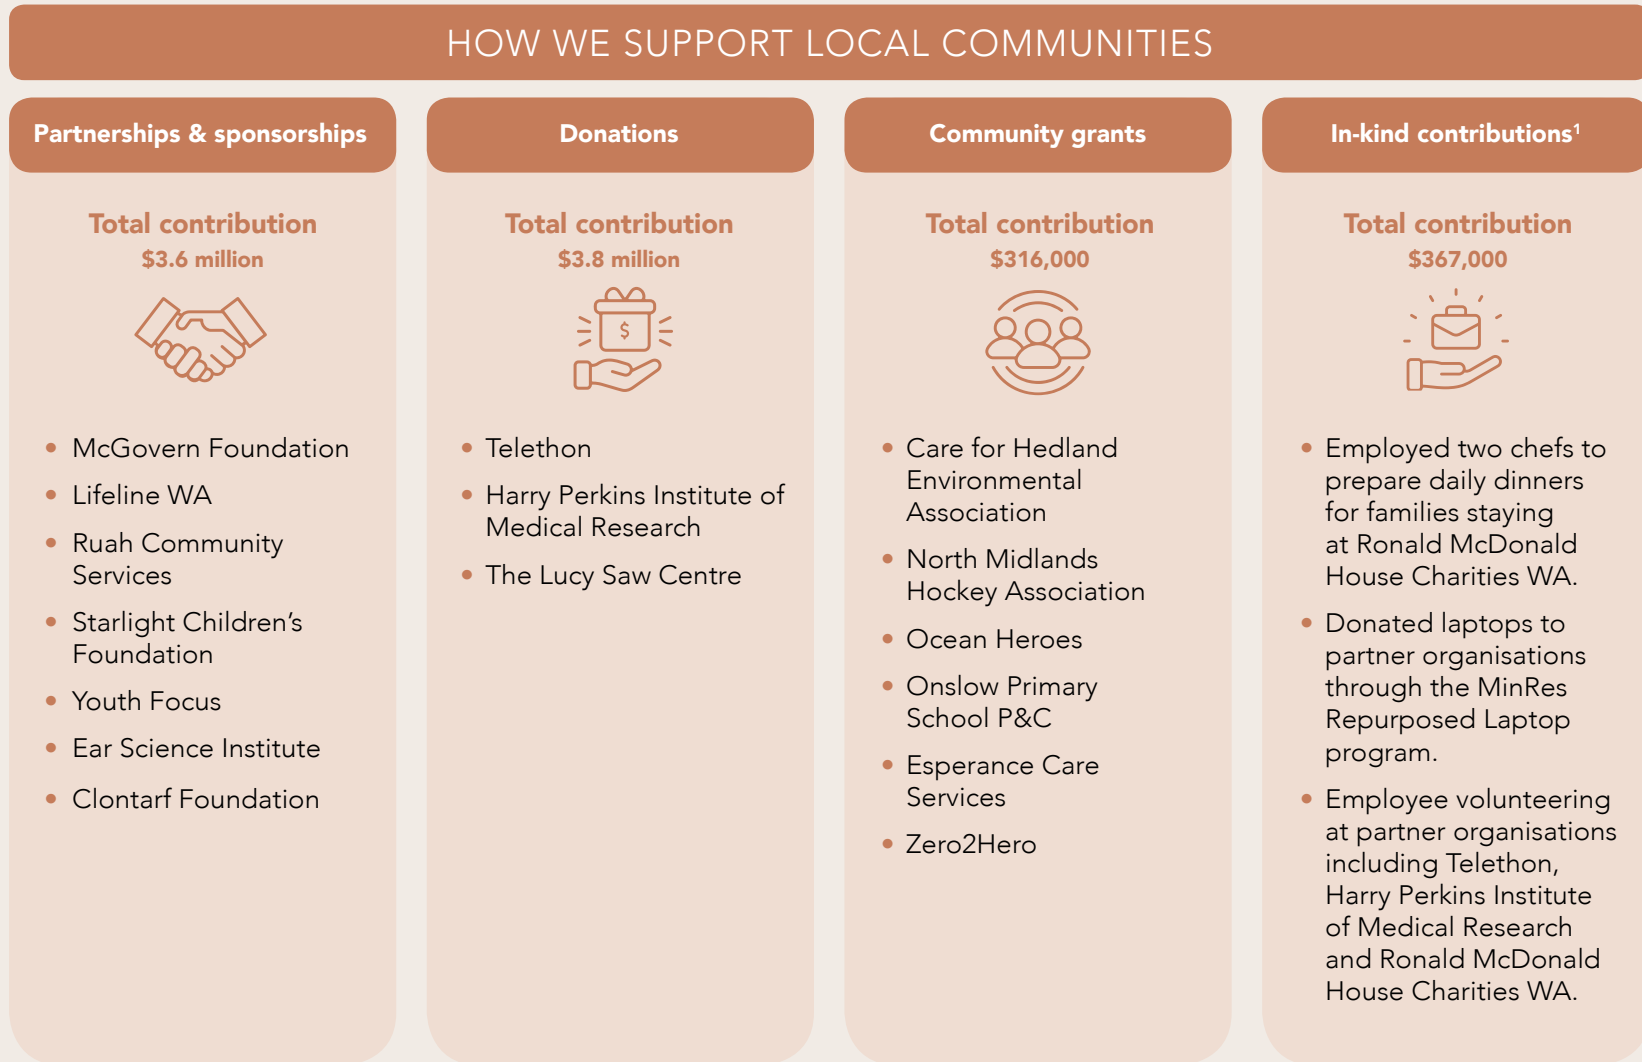 HOW WE SUPPORT LOCAL COMMUNITIES
Partnerships & sponsorships
Total contribution
$3.6 million
• McGovern Foundation
• Lifeline WA
• Ruah Community
Services
• Starlight Children’s
Foundation
• Youth Focus
• Ear Science Institute
• Clontarf Foundation
Donations
Total contribution
$3.8 million
$
• Telethon
• Harry Perkins Institute of
Medical Research
• The Lucy Saw Centre
Community grants
Total contribution
$316,000
• Care for Hedland
Environmental
Association
• North Midlands
Hockey Association
• Ocean Heroes
• Onslow Primary
School P&C
• Esperance Care
Services
• Zero2Hero
In-kind contributions¹
Total contribution
$367,000
• Employed two chefs to
prepare daily dinners
for families staying
at Ronald McDonald
House Charities WA.
• Donated laptops to
partner organisations
through the MinRes
Repurposed Laptop
program.
• Employee volunteering
at partner organisations
including Telethon,
Harry Perkins Institute
of Medical Research
and Ronald McDonald
House Charities WA.